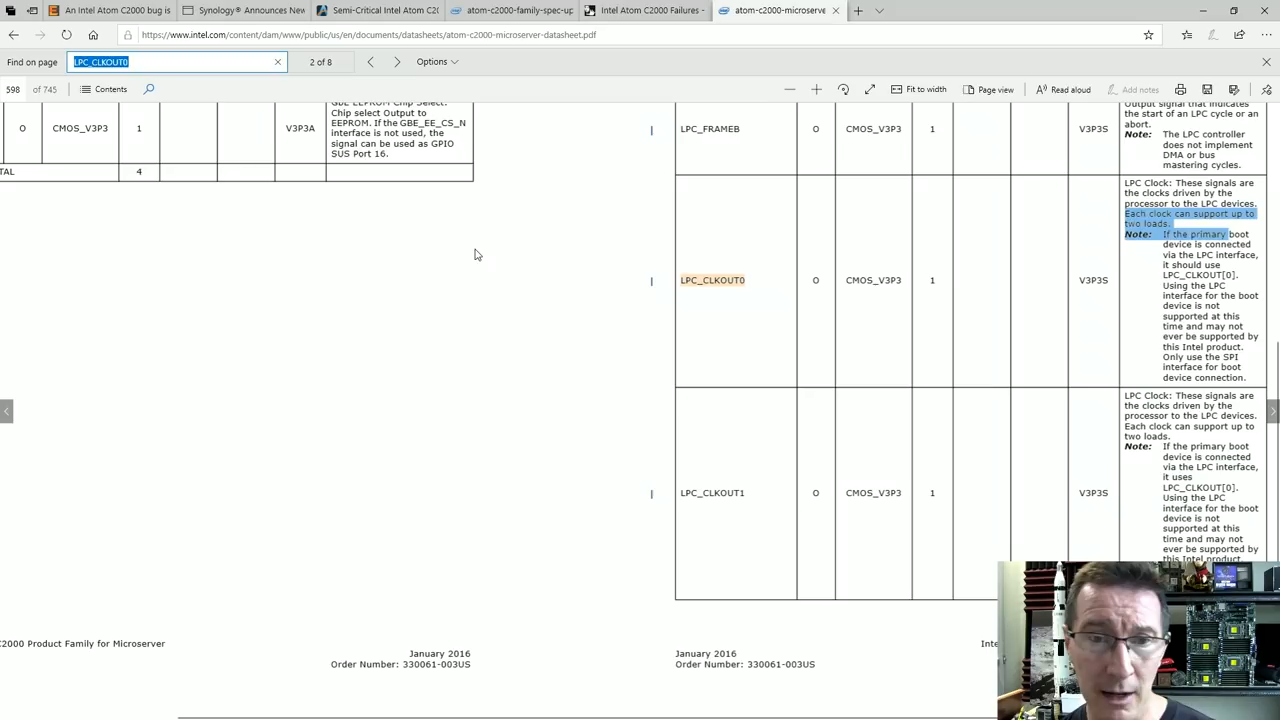 An Intel Atom C2000 bug is
Synology® Announces New
Semi-Critical Intel Atom C20
atom-c2000-family-spec-up
Intel Atom C2000 Failures -
atom-c2000-microserve
https://www.intel.com/content/dam/www/public/us/en/documents/datasheets/atom-c2000-microserver-datasheet.pdf
Find on page
LPC_CLKOUT0
2 of 8
Options
598 of 745
Contents
Fit to width
Page view
Read aloud
Add notes
GBE EEPROM Chip Select.
Chip select Output to
EEPROM. If the GBE_EE_CS_N
interface is not used, the
signal can be used as GPIO
SUS Port 16.
O
CMOS_V3P3
1
V3P3A
TAL
4
LPC_FRAMEB
O
CMOS_V3P3
1
V3P3S
Output signal that indicates
the start of an LPC cycle or an
abort.
Note: The LPC controller
does not implement
DMA or bus
mastering cycles.
LPC_CLKOUT0
O
CMOS_V3P3
1
V3P3S
LPC Clock: These signals are
the clocks driven by the
processor to the LPC devices.
Each clock can support up to
two loads.
Note: If the primary boot
device is connected
via the LPC interface,
it should use
LPC_CLKOUT[0].
Using the LPC
interface for the boot
device is not
supported at this
time and may not
ever be supported by
this Intel product.
Only use the SPI
interface for boot
device connection.
LPC_CLKOUT1
O
CMOS_V3P3
1
V3P3S
LPC Clock: These signals are
the clocks driven by the
processor to the LPC devices.
Each clock can support up to
two loads.
Note: If the primary boot
device is connected
via the LPC interface,
it uses
LPC_CLKOUT[0].
Using the LPC
interface for the boot
device is not
supported at this
time and may not
ever be supported by
this Intel product.
C2000 Product Family for Microserver
January 2016
Order Number: 330061-003US
January 2016
Order Number: 330061-003US
Inte